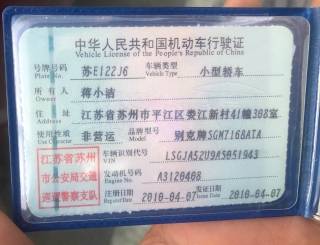 中华人民共和国机动车行驶证
Vehicle License of the People's Republic of China
号牌号码 苏E122J6 车辆类型 小型轿车
Plate No. Vehicle Type
所有人 蒋小洁
Owner
住址 江苏省苏州市平江区娄江新村41幢308室
Address
使用性质 非营运 品牌型号 别克牌SGM7168ATA
Use Character Model
江苏省苏州 车辆识别代号 LSGJA52U9AS051943
VIN
市公安局交通 发动机号码 A3120408
Engine No.
巡逻警察支队 注册日期 2010-04-07 发证日期 2010-04-07
Register Date Issue Date